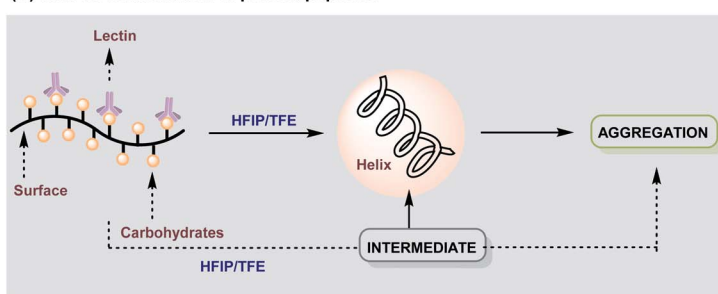 Lectin
HFIP/TFE
AGGREGATION
Helix
Surface
Carbohydrates
INTERMEDIATE
HFIP/TFE